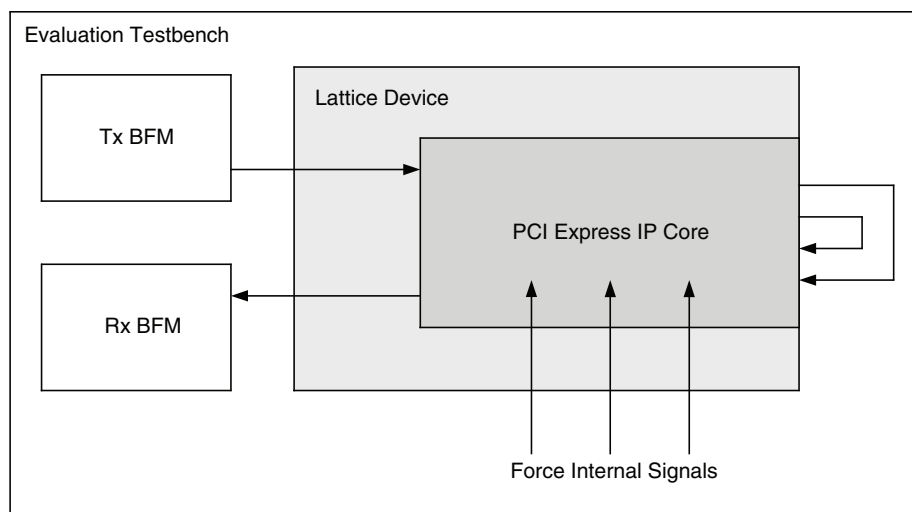 Evaluation Testbench
Lattice Device
Tx BFM
PCI Express IP Core
Rx BFM
Force Internal Signals